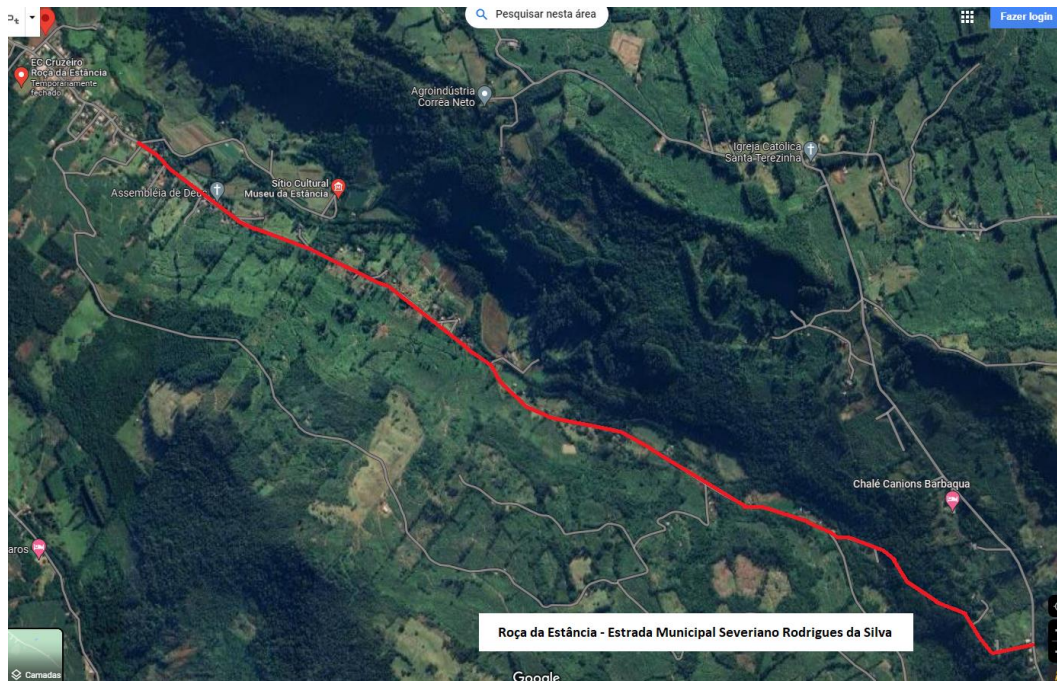 Pesquisar nesta área
Fazer login
EC Cruzeiro
Roça da Estância
Temporariamente
fechado
Agroindústria
Corrêa Neto
Igreja Catolica
Santa Terezinha
Assembléia de Deus
Sítio Cultural
Museu da Estância
Chalé Canions Barbaqua
aros
Roça da Estância - Estrada Municipal Severiano Rodrigues da Silva
Camadas
Google